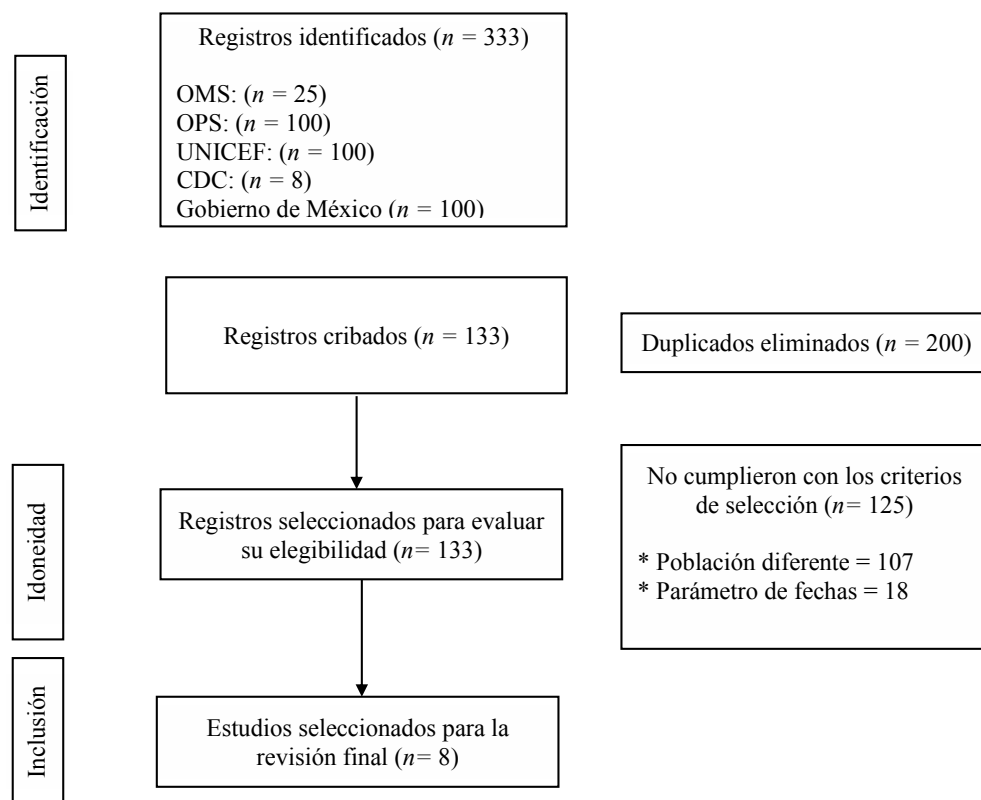 Identificación
Registros identificados (n = 333)
OMS: (n = 25)
OPS: (n = 100)
UNICEF: (n = 100)
CDC: (n = 8)
Gobierno de México (n = 100)
Registros cribados (n = 133)
Duplicados eliminados (n = 200)
Idoneidad
Registros seleccionados para evaluar
su elegibilidad (n= 133)
No cumplieron con los criterios
de selección (n= 125)
* Población diferente = 107
* Parámetro de fechas = 18
Inclusión
Estudios seleccionados para la
revisión final (n= 8)